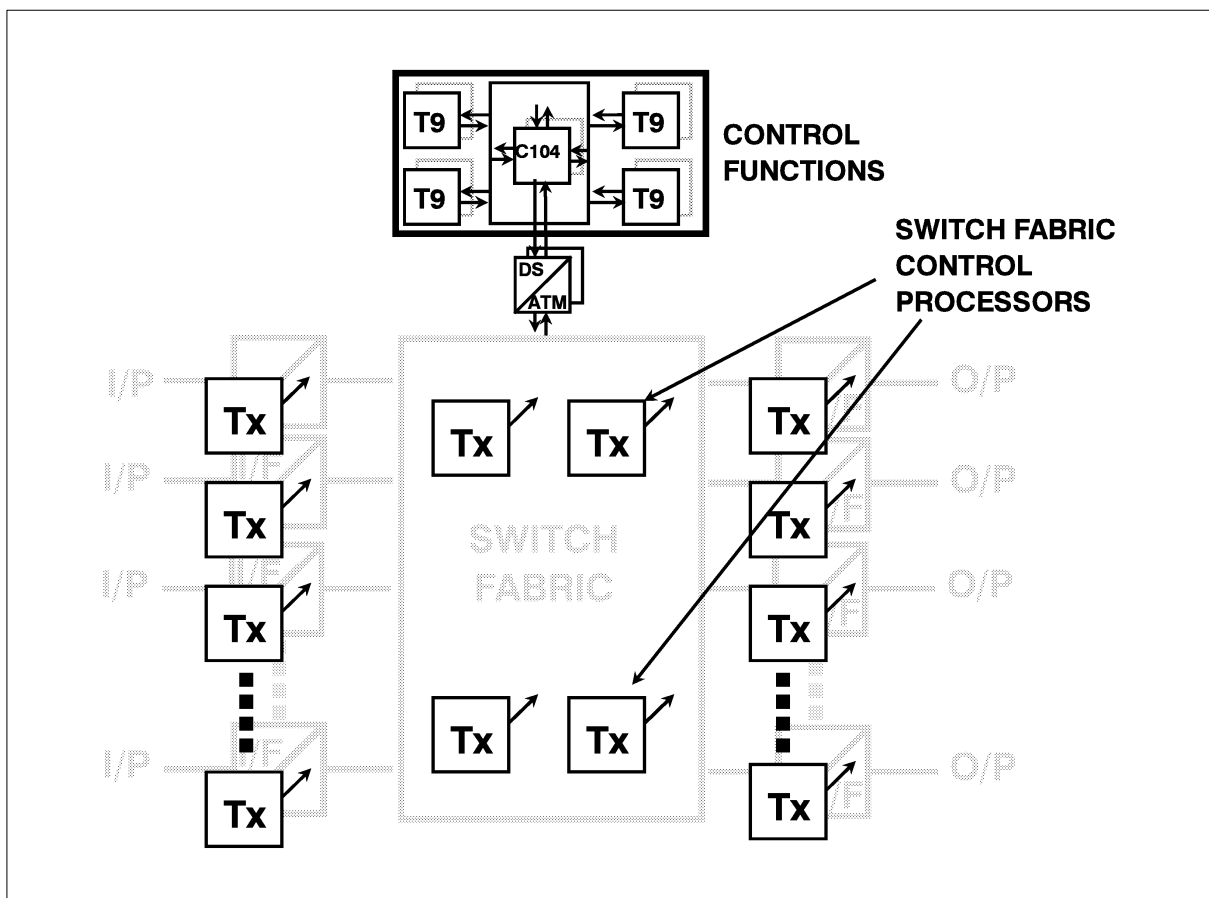 T9
T9
C104
T9
T9
CONTROL
FUNCTIONS
DS
ATM
SWITCH FABRIC
CONTROL
PROCESSORS
I/P
Tx
Tx
Tx
Tx
O/P
I/P
I/F
Tx
Tx
/F
O/P
SWITCH
FABRIC
I/P
I/F
Tx
Tx
/F
O/P
I/P
I/F
Tx
Tx
Tx
Tx
/F
O/P